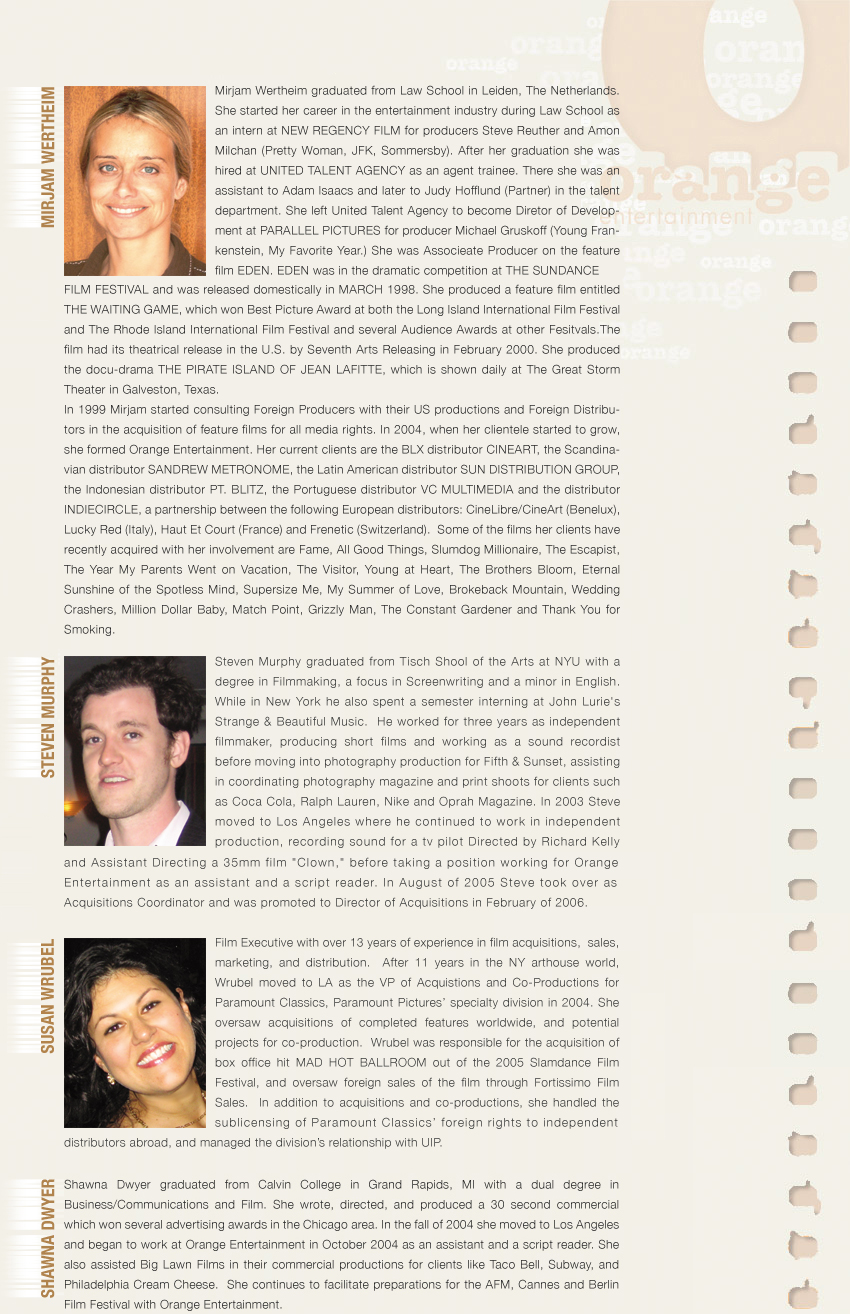 orange
entertainment
MIRJAM WERTHEIM
Mirjam Wertheim graduated from Law School in Leiden, The Netherlands.
She started her career in the entertainment industry during Law School as
an intern at NEW REGENCY FILM for producers Steve Reuther and Amon
Milchan (Pretty Woman, JFK, Sommersby). After her graduation she was
hired at UNITED TALENT AGENCY as an agent trainee. There she was an
assistant to Adam Isaacs and later to Judy Hofflund (Partner) in the talent
department. She left United Talent Agency to become Diretor of Develop-
ment at PARALLEL PICTURES for producer Michael Gruskoff (Young Fran-
kenstein, My Favorite Year.) She was Associeate Producer on the feature
film EDEN. EDEN was in the dramatic competition at THE SUNDANCE
FILM FESTIVAL and was released domestically in MARCH 1998. She produced a feature film entitled
THE WAITING GAME, which won Best Picture Award at both the Long Island International Film Festival
and The Rhode Island International Film Festival and several Audience Awards at other Fesitvals.The
film had its theatrical release in the U.S. by Seventh Arts Releasing in February 2000. She produced
the docu-drama THE PIRATE ISLAND OF JEAN LAFITTE, which is shown daily at The Great Storm
Theater in Galveston, Texas.
In 1999 Mirjam started consulting Foreign Producers with their US productions and Foreign Distribu-
tors in the acquisition of feature films for all media rights. In 2004, when her clientele started to grow,
she formed Orange Entertainment. Her current clients are the BLX distributor CINEART, the Scandina-
vian distributor SANDREW METRONOME, the Latin American distributor SUN DISTRIBUTION GROUP,
the Indonesian distributor PT. BLITZ, the Portuguese distributor VC MULTIMEDIA and the distributor
INDIECIRCLE, a partnership between the following European distributors: CineLibre/CineArt (Benelux),
Lucky Red (Italy), Haut Et Court (France) and Frenetic (Switzerland).  Some of the films her clients have
recently acquired with her involvement are Fame, All Good Things, Slumdog Millionaire, The Escapist,
The Year My Parents Went on Vacation, The Visitor, Young at Heart, The Brothers Bloom, Eternal
Sunshine of the Spotless Mind, Supersize Me, My Summer of Love, Brokeback Mountain, Wedding
Crashers, Million Dollar Baby, Match Point, Grizzly Man, The Constant Gardener and Thank You for
Smoking.
STEVEN MURPHY
Steven Murphy graduated from Tisch Shool of the Arts at NYU with a
degree in Filmmaking, a focus in Screenwriting and a minor in English.
While in New York he also spent a semester interning at John Lurie's
Strange & Beautiful Music.  He worked for three years as independent
filmmaker, producing short films and working as a sound recordist
before moving into photography production for Fifth & Sunset, assisting
in coordinating photography magazine and print shoots for clients such
as Coca Cola, Ralph Lauren, Nike and Oprah Magazine. In 2003 Steve
moved to Los Angeles where he continued to work in independent
production, recording sound for a tv pilot Directed by Richard Kelly
and Assistant Directing a 35mm film "Clown," before taking a position working for Orange
Entertainment as an assistant and a script reader. In August of 2005 Steve took over as
Acquisitions Coordinator and was promoted to Director of Acquisitions in February of 2006.
SUSAN WRUBEL
Film Executive with over 13 years of experience in film acquisitions,  sales,
marketing, and distribution.  After 11 years in the NY arthouse world,
Wrubel moved to LA as the VP of Acquistions and Co-Productions for
Paramount Classics, Paramount Pictures' specialty division in 2004. She
oversaw acquisitions of completed features worldwide, and potential
projects for co-production.  Wrubel was responsible for the acquisition of
box office hit MAD HOT BALLROOM out of the 2005 Slamdance Film
Festival, and oversaw foreign sales of the film through Fortissimo Film
Sales.  In addition to acquisitions and co-productions, she handled the
sublicensing of Paramount Classics' foreign rights to independent
distributors abroad, and managed the division's relationship with UIP.
SHAWNA DWYER
Shawna Dwyer graduated from Calvin College in Grand Rapids, MI with a dual degree in
Business/Communications and Film. She wrote, directed, and produced a 30 second commercial
which won several advertising awards in the Chicago area. In the fall of 2004 she moved to Los Angeles
and began to work at Orange Entertainment in October 2004 as an assistant and a script reader. She
also assisted Big Lawn Films in their commercial productions for clients like Taco Bell, Subway, and
Philadelphia Cream Cheese.  She continues to facilitate preparations for the AFM, Cannes and Berlin
Film Festival with Orange Entertainment.